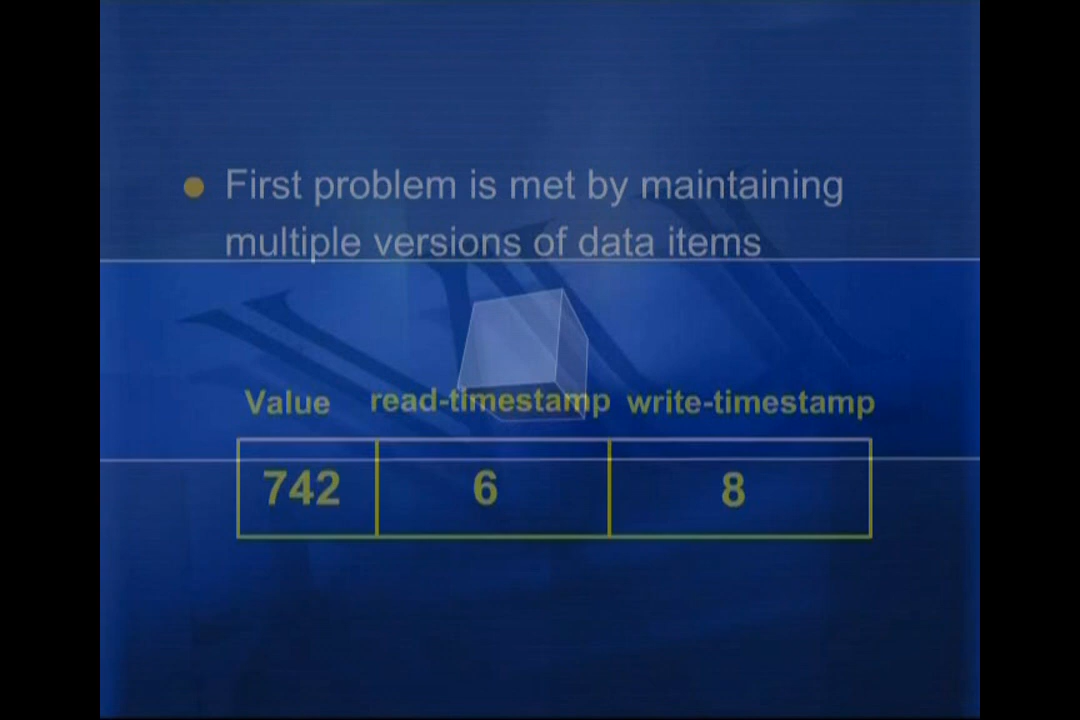 First problem is met by maintaining
multiple versions of data items
Value read-timestamp write-timestamp
742 6 8